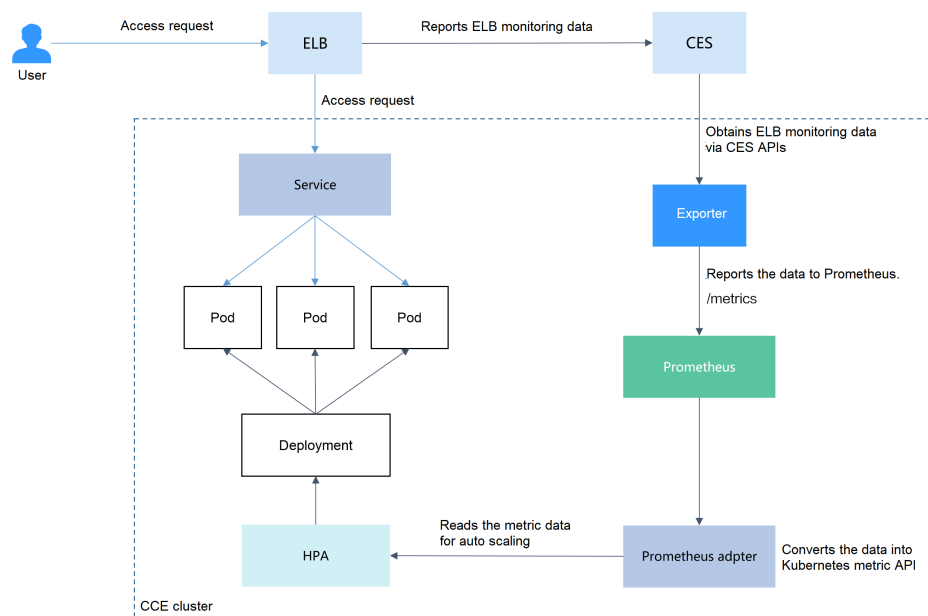 Access request
Reports ELB monitoring data
ELB
CES
User
Access request
Obtains ELB monitoring data
via CES APIs
Service
Exporter
Reports the data to Prometheus.
/metrics
Pod
Pod
Pod
Prometheus
Deployment
Reads the metric data
for auto scaling
HPA
Prometheus adpter
Converts the data into
Kubernetes metric API
CCE cluster